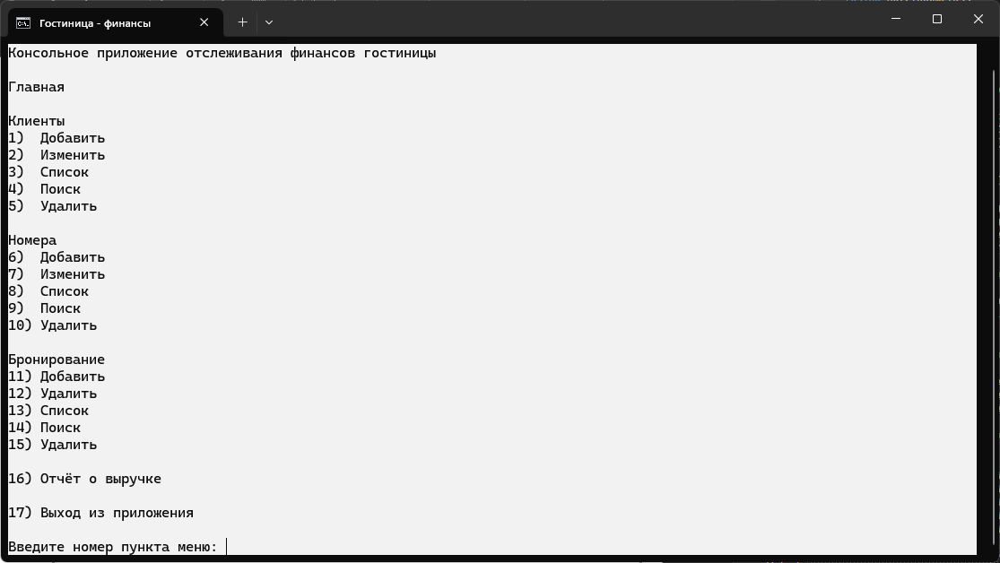 Гостиница - финансы
Консольное приложение отслеживания финансов гостиницы
Главная
Клиенты
1) Добавить
2) Изменить
3) Список
4) Поиск
5) Удалить
Номера
6) Добавить
7) Изменить
8) Список
9) Поиск
10) Удалить
Бронирование
11) Добавить
12) Удалить
13) Список
14) Поиск
15) Удалить
16) Отчёт о выручке
17) Выход из приложения
Введите номер пункта меню: